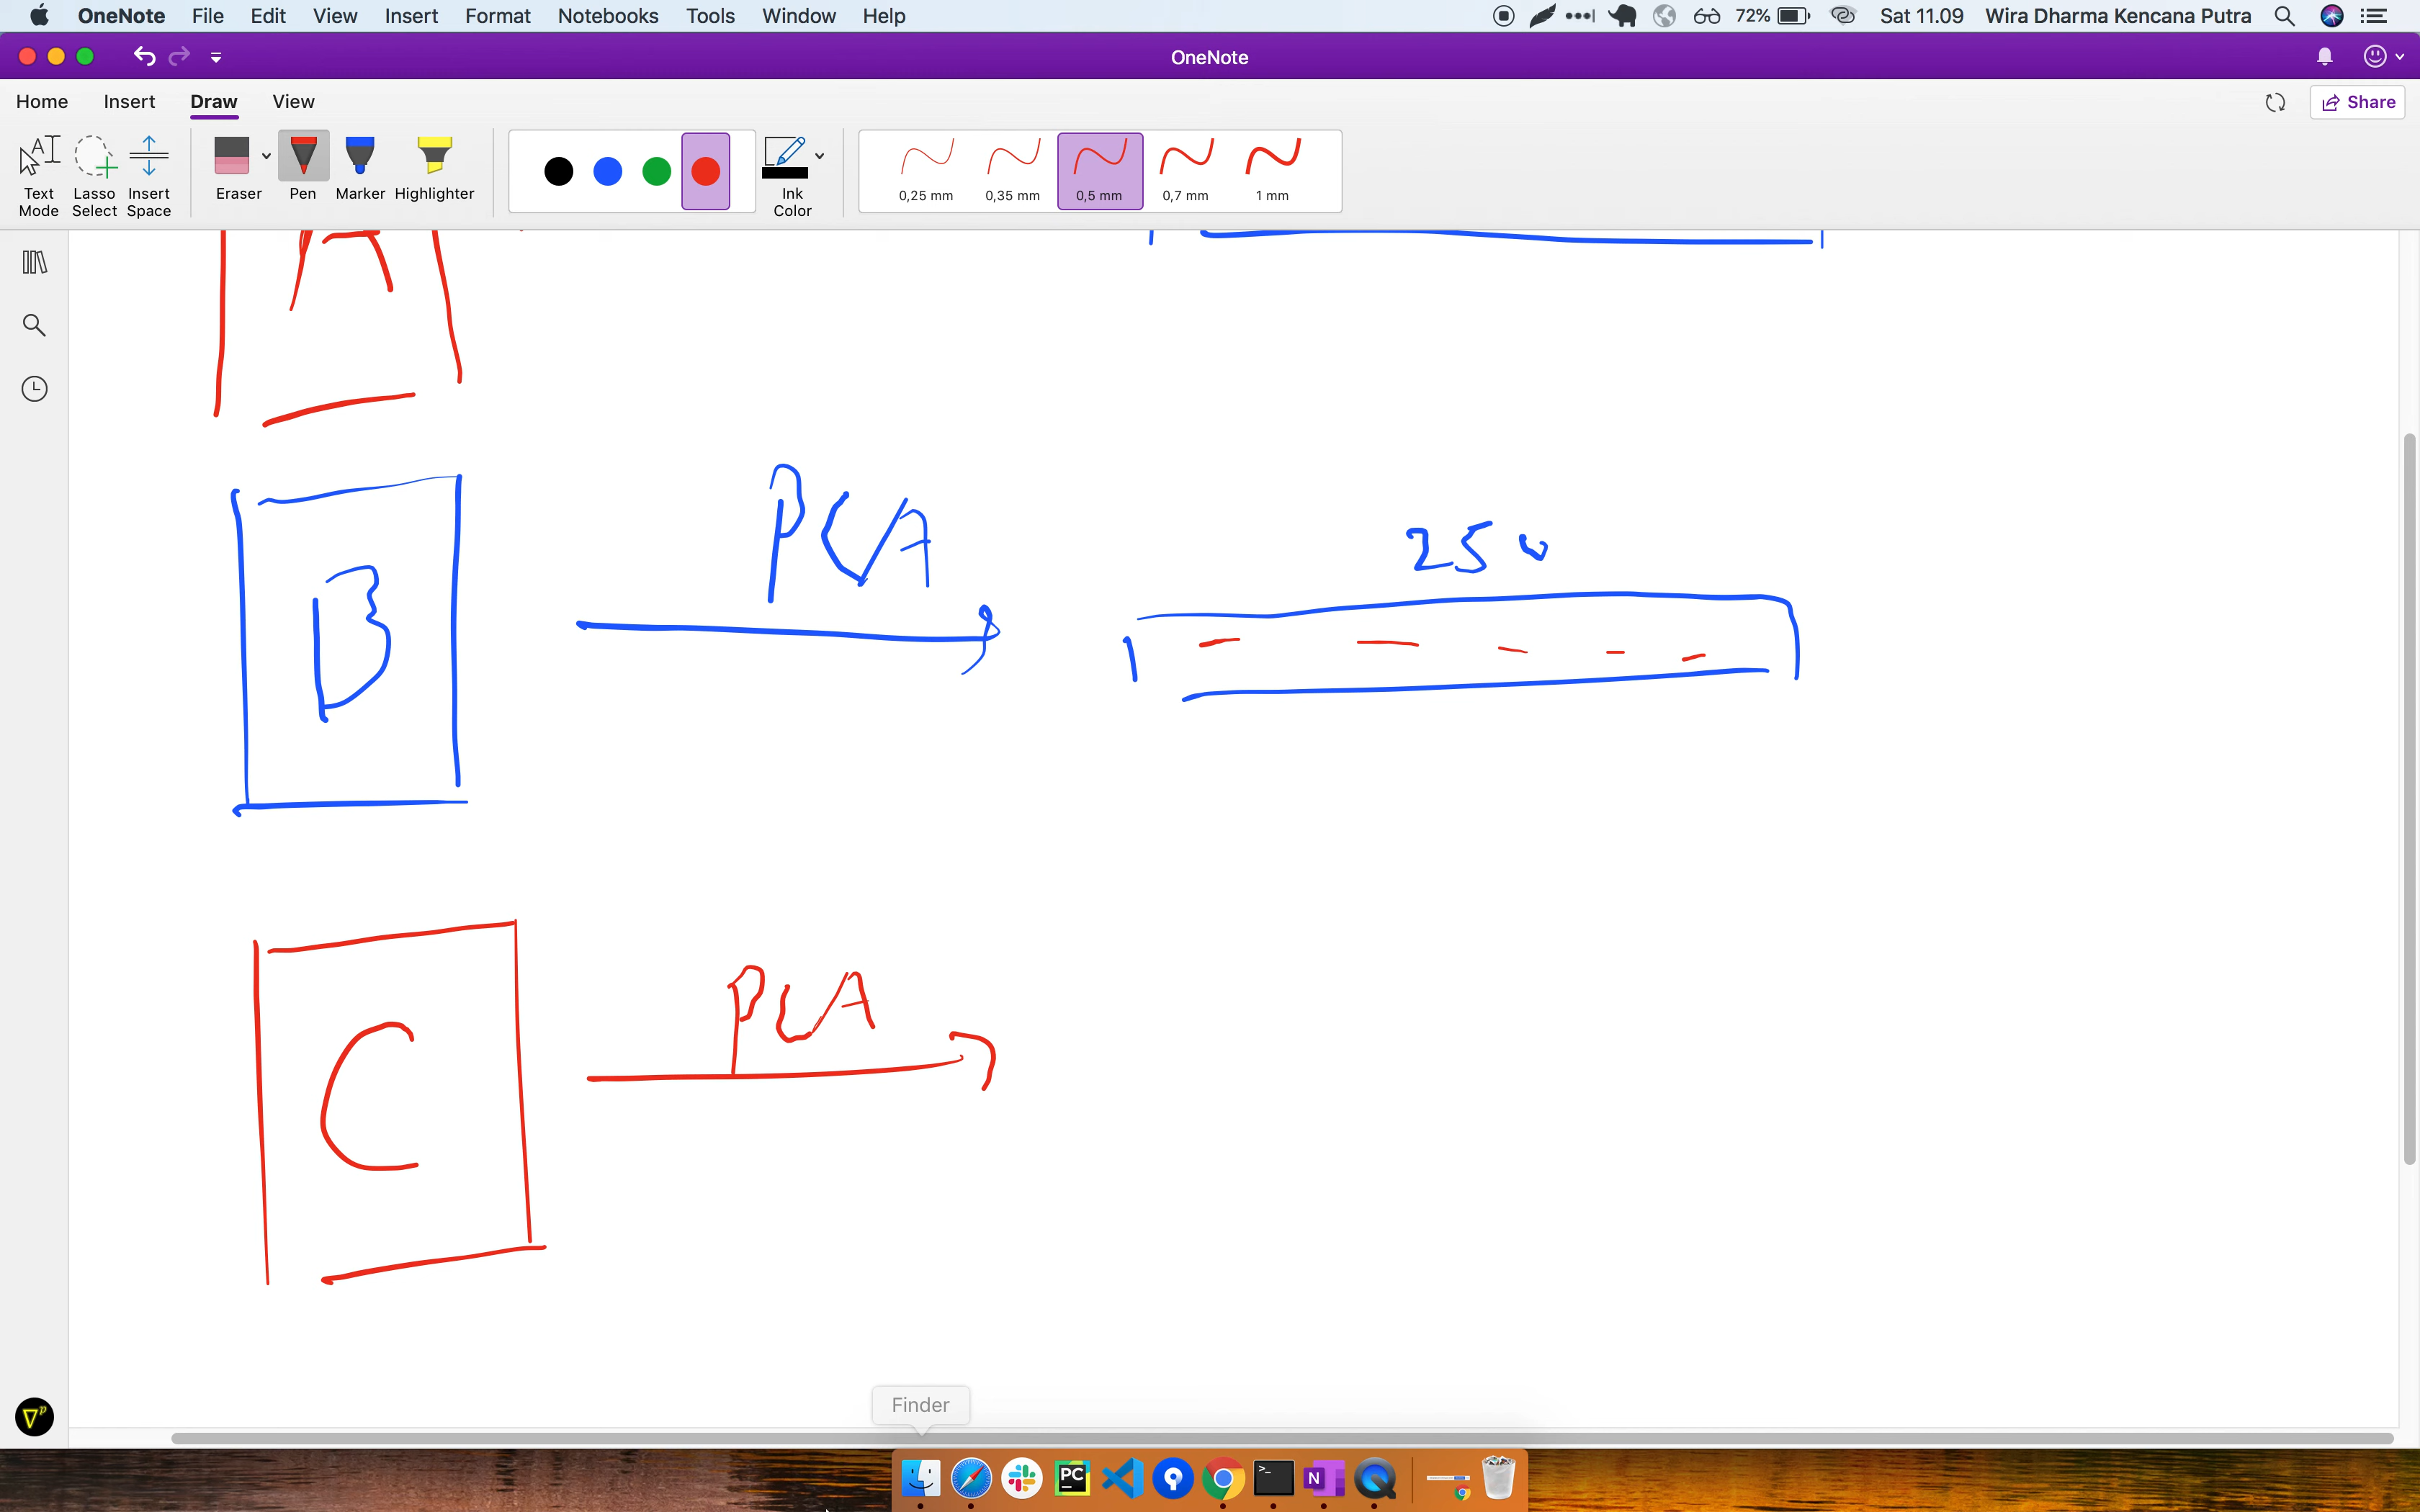 OneNote File Edit View Insert Format Notebooks Tools Window Help 72% Sat 11.09 Wira Dharma Kencana Putra
OneNote
Home Insert Draw View Share
Text Mode
Lasso Select
Insert Space
Eraser
Pen
Marker
Highlighter
Ink Color
0,25 mm
0,35 mm
0,5 mm
0,7 mm
1 mm
A
B
PCA
250
C
PCA
Finder